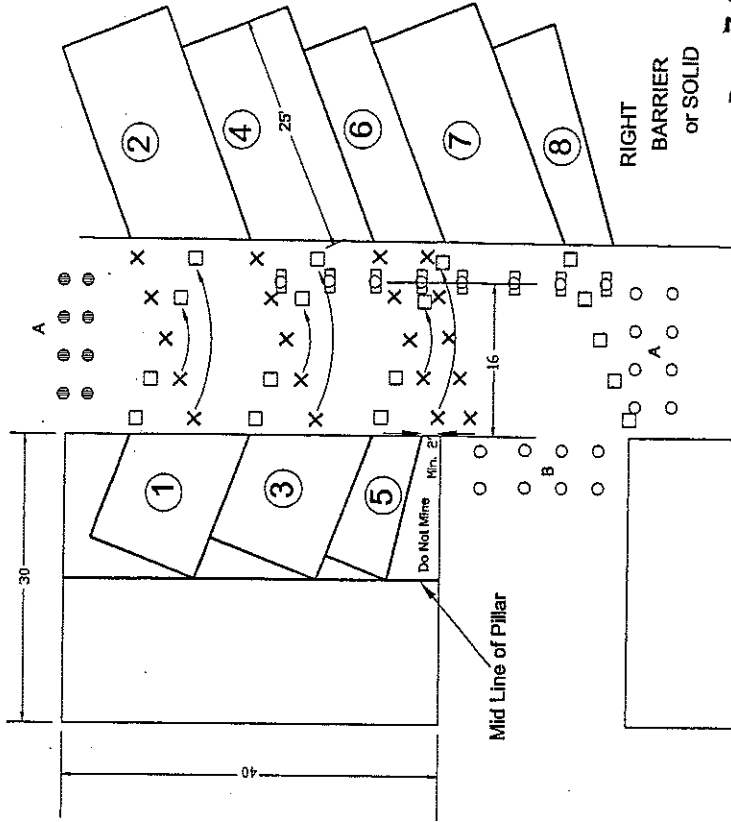 A
2
4
25'
6
7
8
RIGHT
BARRIER
or SOLID
1
3
5
30
16
Min. 2'
Do Not Mine
B
A
Mid Line of Pillar
40